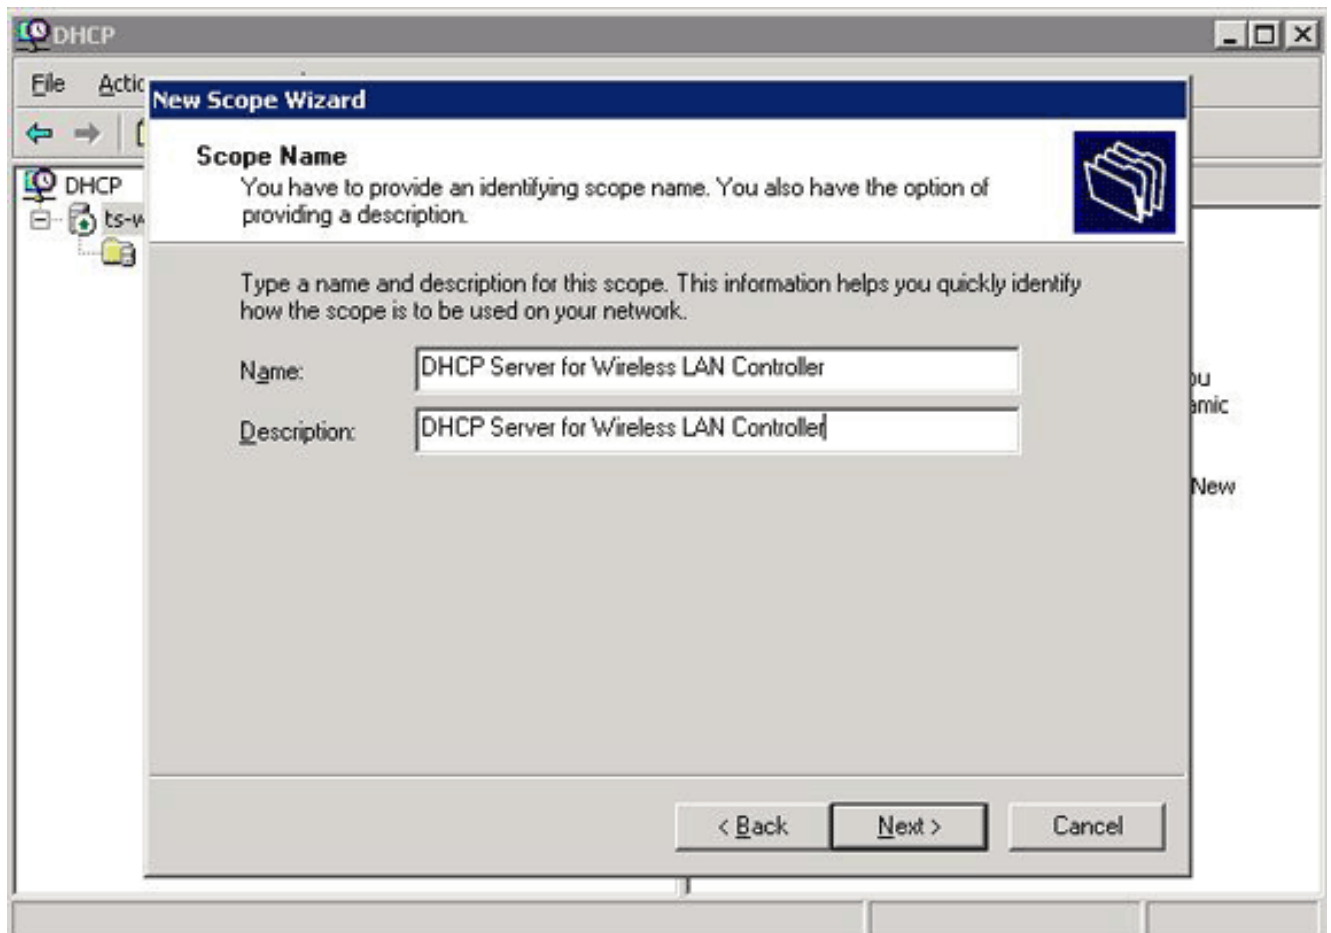 DHCP
File
New Scope Wizard
Scope Name
You have to provide an identifying scope name. You also have the option of
providing a description.
DHCP
Type a name and description for this scope. This information helps you quickly identify
how the scope is to be used on your network.
Name: DHCP Server for Wireless LAN Controller
Description: DHCP Server for Wireless LAN Controller
New
< Back Next > Cancel